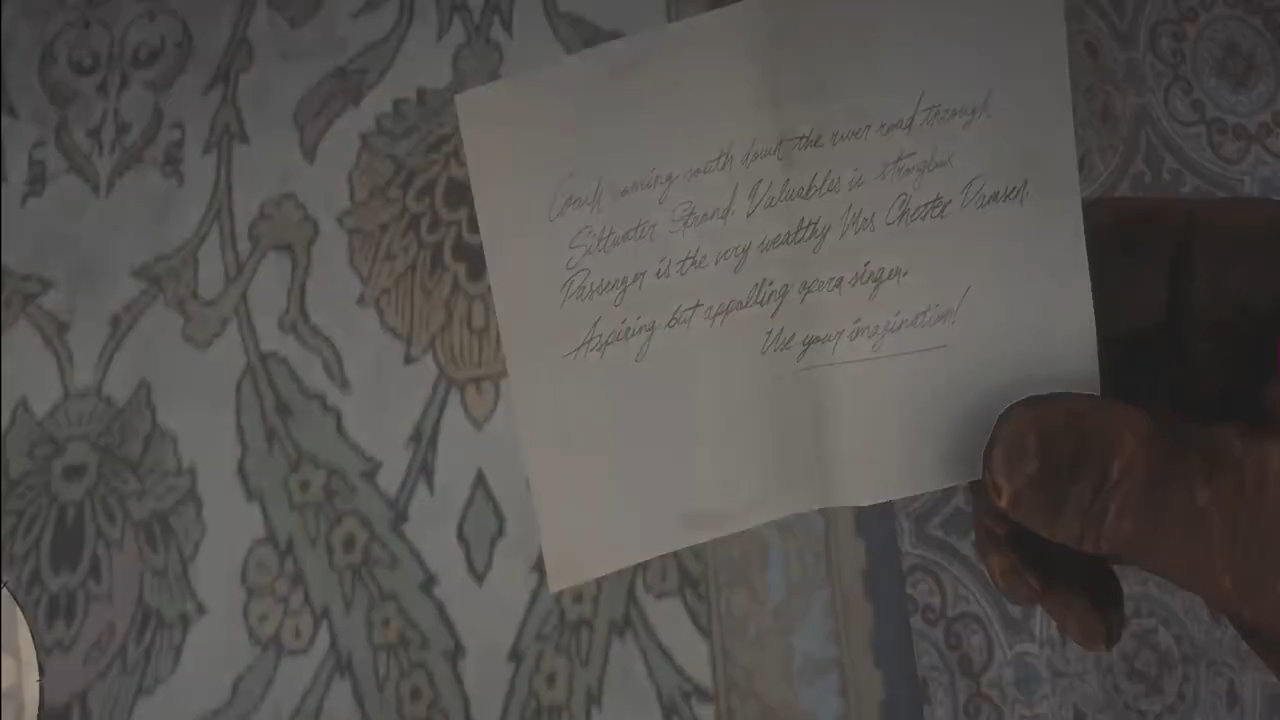 Coach coming south down the river road through
Siltwater Strand. Valuables in strongbox.
Passenger is the very wealthy Mrs Chester Damsen.
Aspiring but appalling opera singer.
Use your imagination!